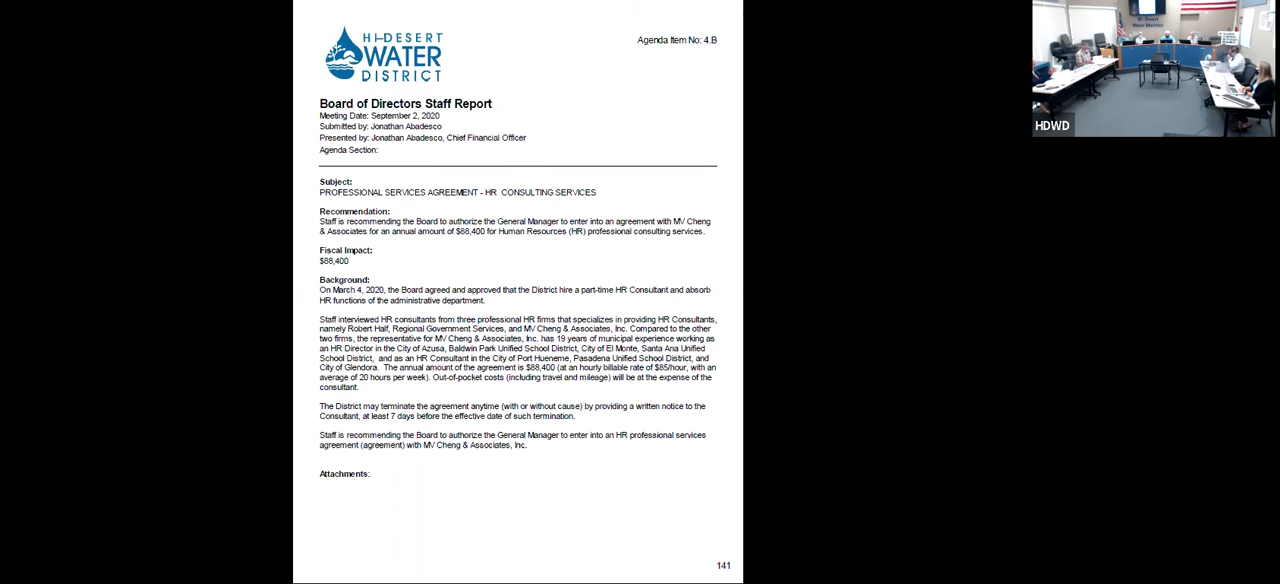 HI-DESERT
WATER
DISTRICT
Agenda Item No: 4.B
Board of Directors Staff Report
Meeting Date: September 2, 2020
Submitted by: Jonathan Abadesco
Presented by: Jonathan Abadesco, Chief Financial Officer
Agenda Section:
Subject:
PROFESSIONAL SERVICES AGREEMENT - HR CONSULTING SERVICES
Recommendation:
Staff is recommending the Board to authorize the General Manager to enter into an agreement with MV Cheng
& Associates for an annual amount of $88,400 for Human Resources (HR) professional consulting services.
Fiscal Impact:
$88,400
Background:
On March 4, 2020, the Board agreed and approved that the District hire a part-time HR Consultant and absorb
HR functions of the administrative department.
Staff interviewed HR consultants from three professional HR firms that specializes in providing HR Consultants,
namely Robert Half, Regional Government Services, and MV Cheng & Associates, Inc. Compared to the other
two firms, the representative for MV Cheng & Associates, Inc. has 19 years of municipal experience working as
an HR Director in the City of Azusa, Baldwin Park Unified School District, City of El Monte, Santa Ana Unified
School District, and as an HR Consultant in the City of Port Hueneme, Pasadena Unified School District, and
City of Glendora. The annual amount of the agreement is $88,400 (at an hourly billable rate of $85/hour, with an
average of 20 hours per week). Out-of-pocket costs (including travel and mileage) will be at the expense of the
consultant.
The District may terminate the agreement anytime (with or without cause) by providing a written notice to the
Consultant, at least 7 days before the effective date of such termination.
Staff is recommending the Board to authorize the General Manager to enter into an HR professional services
agreement (agreement) with MV Cheng & Associates, Inc.
Attachments:
141
Hi-Desert
Water District
HDWD